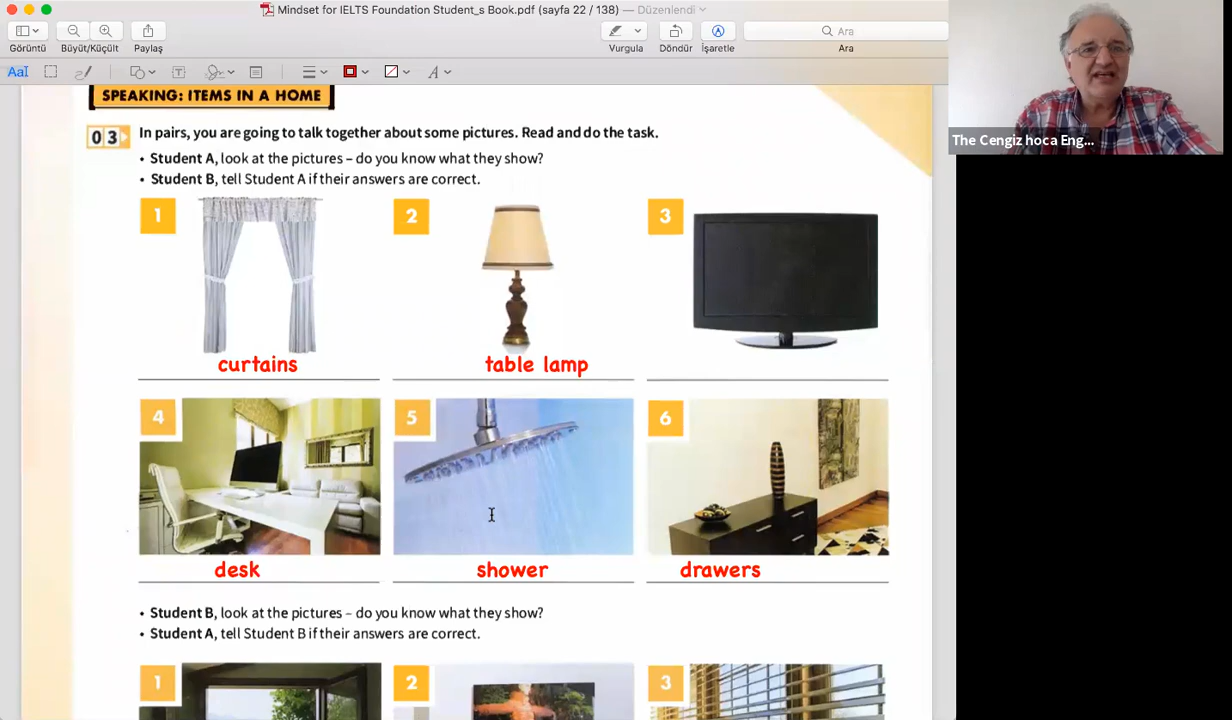 Mindset for IELTS Foundation Student_s Book.pdf (sayfa 22 / 138) — Düzenlendi
Görüntü
Büyüt/Küçült
Paylaş
Vurgula
Döndür
İşaretle
Ara
Ara
AaI
T
A
The Cengiz hoca Eng...
SPEAKING: ITEMS IN A HOME
03 In pairs, you are going to talk together about some pictures. Read and do the task.
• Student A, look at the pictures – do you know what they show?
• Student B, tell Student A if their answers are correct.
1
2
3
curtains
table lamp
4
5
6
desk
shower
drawers
• Student B, look at the pictures – do you know what they show?
• Student A, tell Student B if their answers are correct.
1
2
3